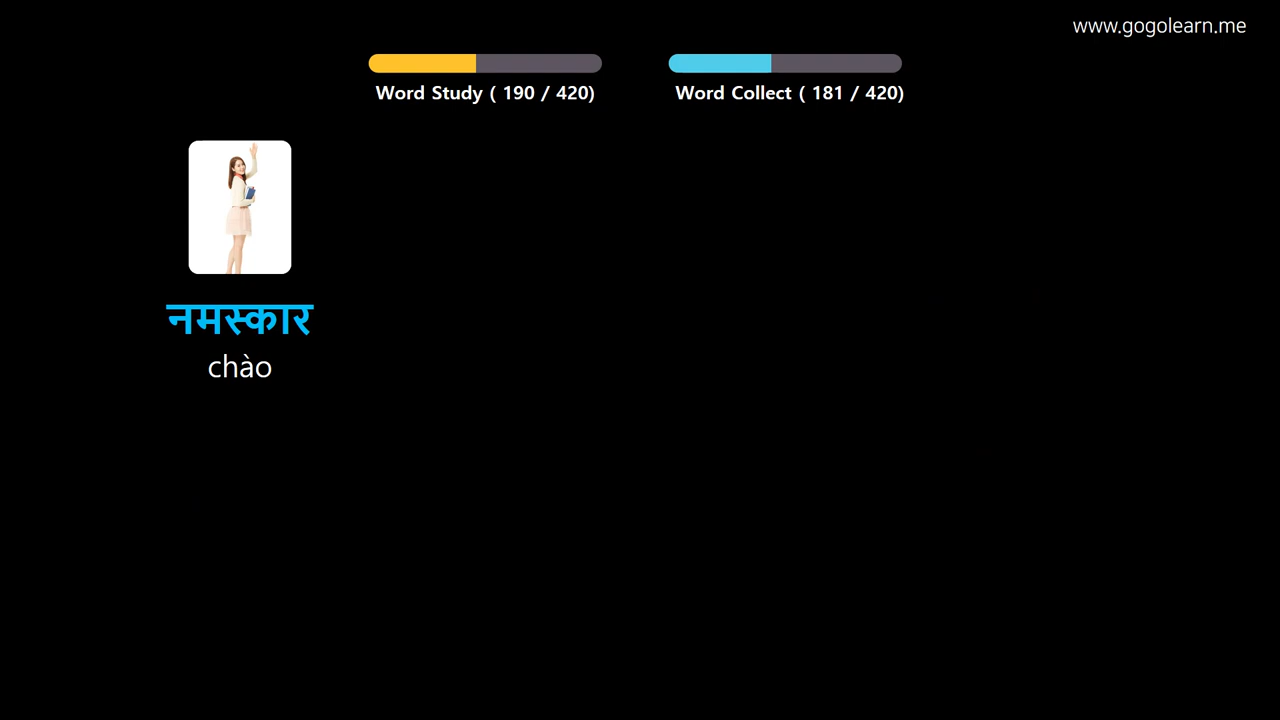 www.gogolearn.me
Word Study ( 190 / 420)
Word Collect ( 181 / 420)
नमस्कार
chào